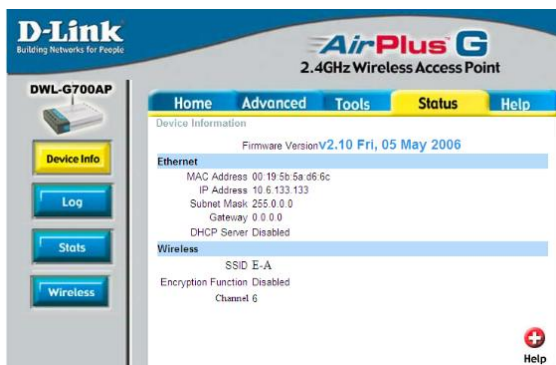 D-Link
Building Networks for People
AirPlus G
2.4GHz Wireless Access Point
DWL-G700AP
Home Advanced Tools Status Help
Device Information
Firmware Version v2.10 Fri, 05 May 2006
Device Info
Ethernet
MAC Address 00:19:5b:5a:d6:6c
IP Address 10.6.133.133
Subnet Mask 255.0.0.0
Gateway 0.0.0.0
DHCP Server Disabled
Log
Stats
Wireless
SSID E-A
Encryption Function Disabled
Channel 6
Wireless
Help